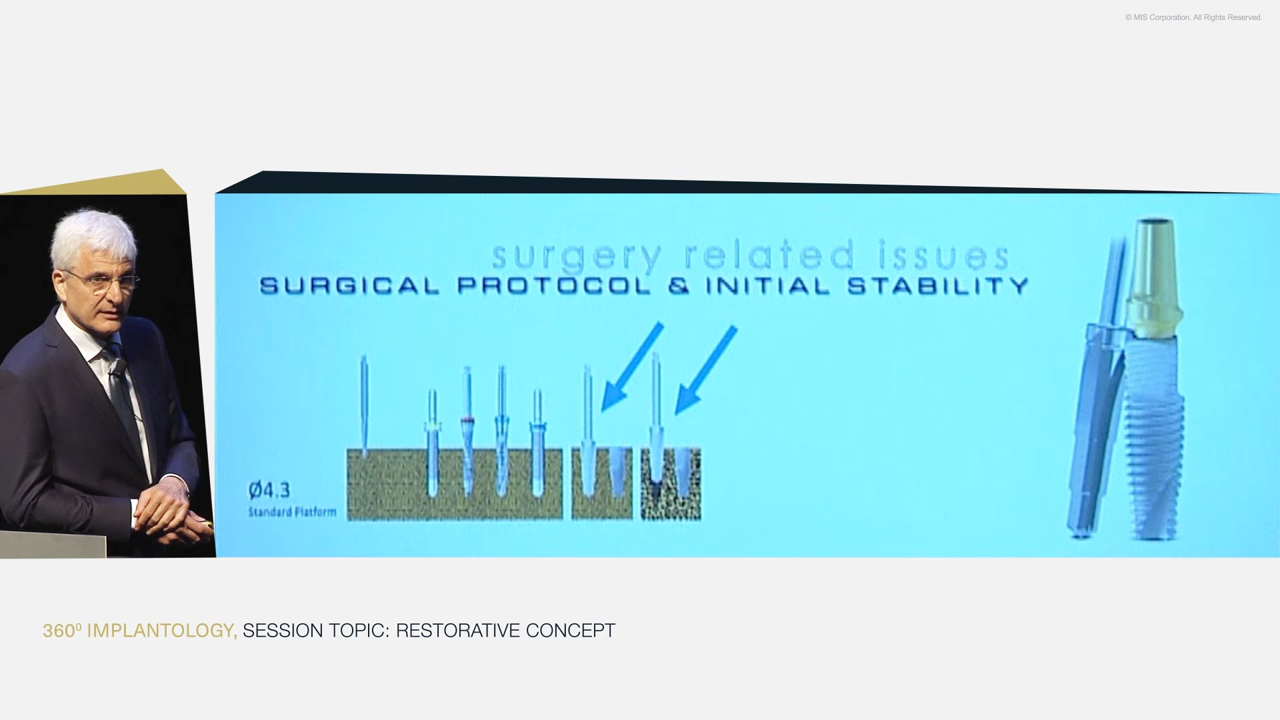 © MIS Corporation. All Rights Reserved.
surgery related issues
SURGICAL PROTOCOL & INITIAL STABILITY
Ø4.3
Standard Platform
360⁰ IMPLANTOLOGY, SESSION TOPIC: RESTORATIVE CONCEPT